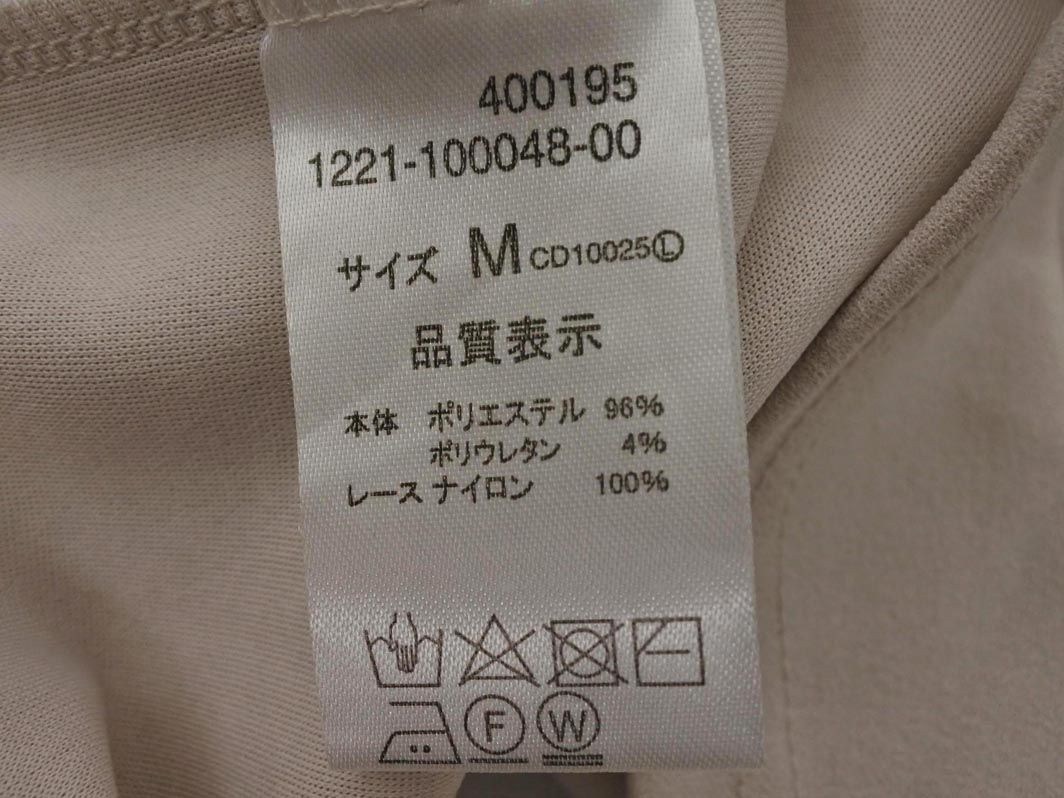 400195
1221-100048-00
サイズ M CD10025Ⓛ
品質表示
本体 ポリエステル 96%
ポリウレタン 4%
レース ナイロン 100%
Ⓕ Ⓦ